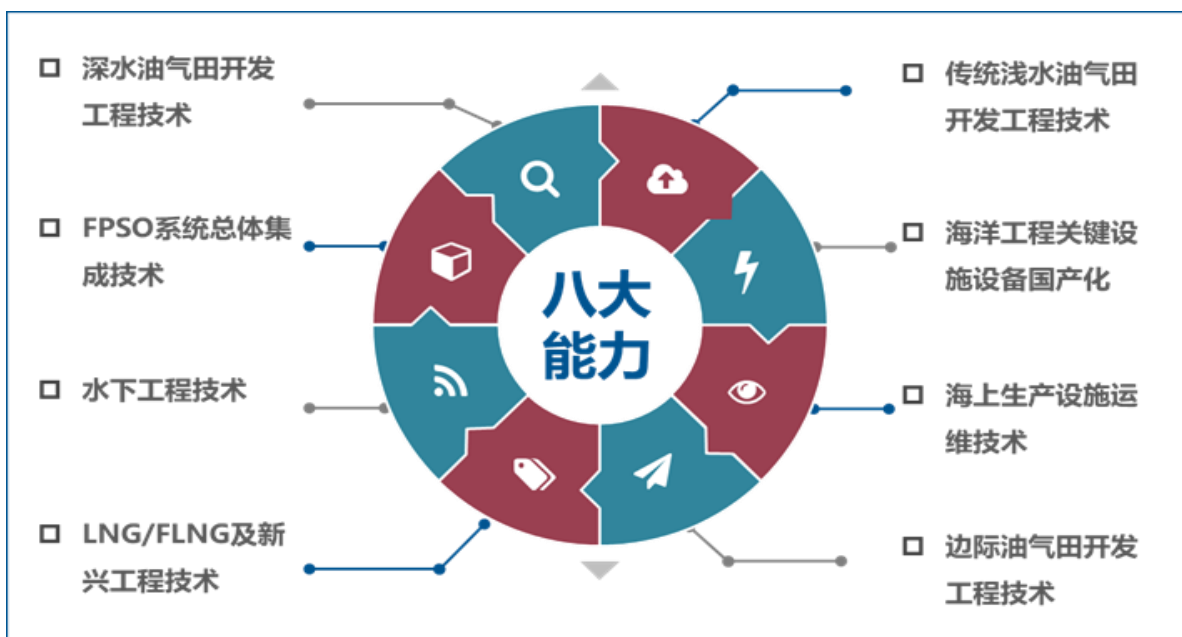 深水油气田开发
工程技术
FPSO系统总体集
成技术
水下工程技术
LNG/FLNG及新
兴工程技术
八大
能力
传统浅水油气田
开发工程技术
海洋工程关键设
施设备国产化
海上生产设施运
维技术
边际油气田开发
工程技术